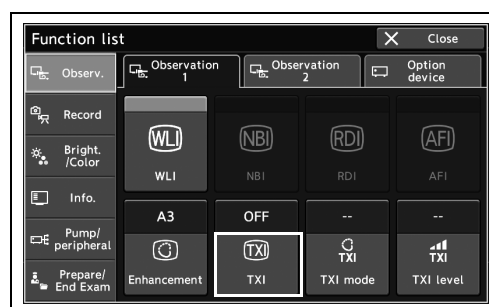 Function list
Close
Observ.
Observation
1
Observation
2
Option
device
Record
Bright.
/Color
Info.
Pump/
peripheral
Prepare/
End Exam
WLI
NBI
RDI
AFI
WLI
NBI
RDI
AFI
A3
OFF
--
--
TXI
TXI
TXI
Enhancement
TXI
TXI mode
TXI level